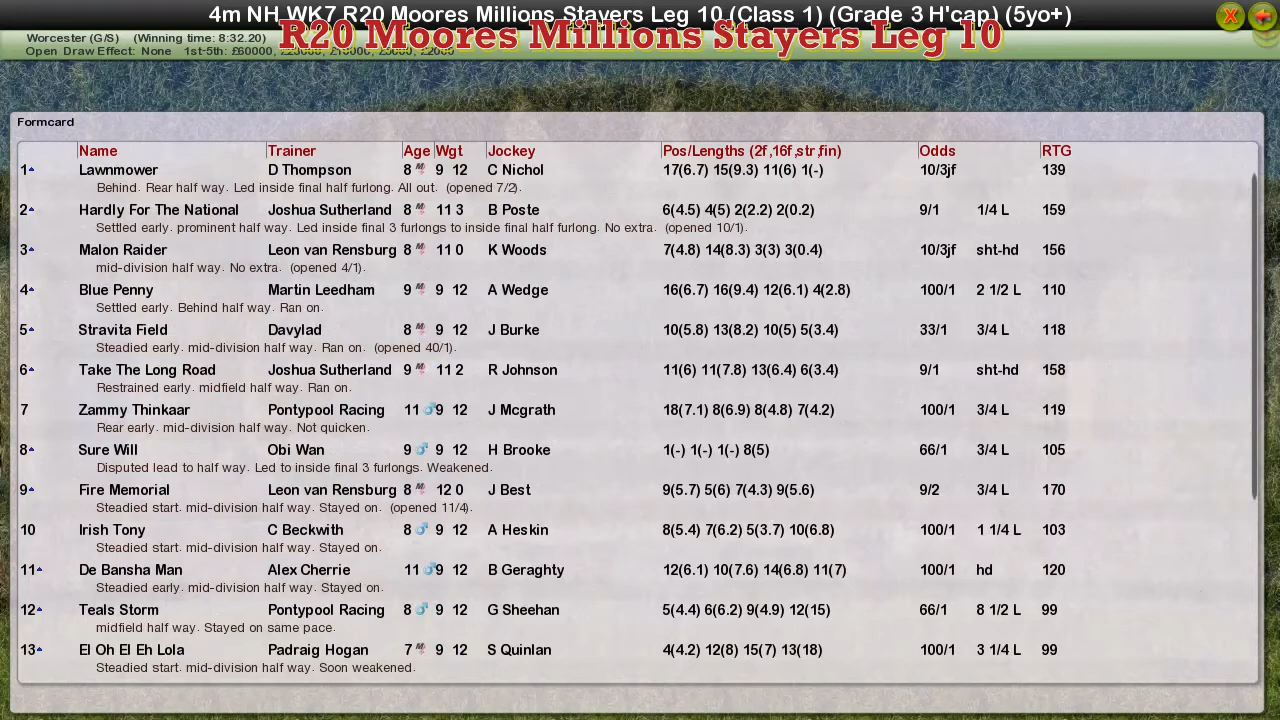 4m NH WK7 R20 Moores Millions Stayers Leg 10 (Class 1) (Grade 3 H'cap) (5yo+)
R20 Moores Millions Stayers Leg 10
Worcester (G/S) (Winning time: 8:32.20)
Open Draw Effect: None 1st-5th: £60000, £25000, £10000, £5000, £2000
Formcard
Name Trainer Age Wgt Jockey Pos/Lengths (2f,16f,str,fin) Odds RTG
1 Lawnmower D Thompson 8 9 12 C Nichol 17(6.7) 15(9.3) 11(6) 1(-) 10/3jf 139
Behind. Rear half way. Led inside final half furlong. All out. (opened 7/2).
2 Hardly For The National Joshua Sutherland 8 11 3 B Poste 6(4.5) 4(5) 2(2.2) 2(0.2) 9/1 1/4 L 159
Settled early. prominent half way. Led inside final 3 furlongs to inside final half furlong. No extra. (opened 10/1).
3 Malon Raider Leon van Rensburg 8 11 0 K Woods 7(4.8) 14(8.3) 3(3) 3(0.4) 10/3jf sht-hd 156
mid-division half way. No extra. (opened 4/1).
4 Blue Penny Martin Leedham 9 9 12 A Wedge 16(6.7) 16(9.4) 12(6.1) 4(2.8) 100/1 2 1/2 L 110
Settled early. Behind half way. Ran on.
5 Stravita Field Davylad 8 9 12 J Burke 10(5.8) 13(8.2) 10(5) 5(3.4) 33/1 3/4 L 118
Steadied early. mid-division half way. Ran on. (opened 40/1).
6 Take The Long Road Joshua Sutherland 9 11 2 R Johnson 11(6) 11(7.8) 13(6.4) 6(3.4) 9/1 sht-hd 158
Restrained early. midfield half way. Ran on.
7 Zammy Thinkaar Pontypool Racing 11 9 12 J Mcgrath 18(7.1) 8(6.9) 8(4.8) 7(4.2) 100/1 3/4 L 119
Rear early. mid-division half way. Not quicken.
8 Sure Will Obi Wan 9 9 12 H Brooke 1(-) 1(-) 1(-) 8(5) 66/1 3/4 L 105
Disputed lead to half way. Led to inside final 3 furlongs. Weakened.
9 Fire Memorial Leon van Rensburg 8 12 0 J Best 9(5.7) 5(6) 7(4.3) 9(5.6) 9/2 3/4 L 170
Steadied start. mid-division half way. Stayed on. (opened 11/4).
10 Irish Tony C Beckwith 8 9 12 A Heskin 8(5.4) 7(6.2) 5(3.7) 10(6.8) 100/1 1 1/4 L 103
Steadied start. mid-division half way. Stayed on.
11 De Bansha Man Alex Cherrie 11 9 12 B Geraghty 12(6.1) 10(7.6) 14(6.8) 11(7) 100/1 hd 120
Steadied early. mid-division half way. Stayed on.
12 Teals Storm Pontypool Racing 8 9 12 G Sheehan 5(4.4) 6(6.2) 9(4.9) 12(15) 66/1 8 1/2 L 99
midfield half way. Stayed on same pace.
13 El Oh El Eh Lola Padraig Hogan 7 9 12 S Quinlan 4(4.2) 12(8) 15(7) 13(18) 100/1 3 1/4 L 99
Steadied start. mid-division half way. Soon weakened.